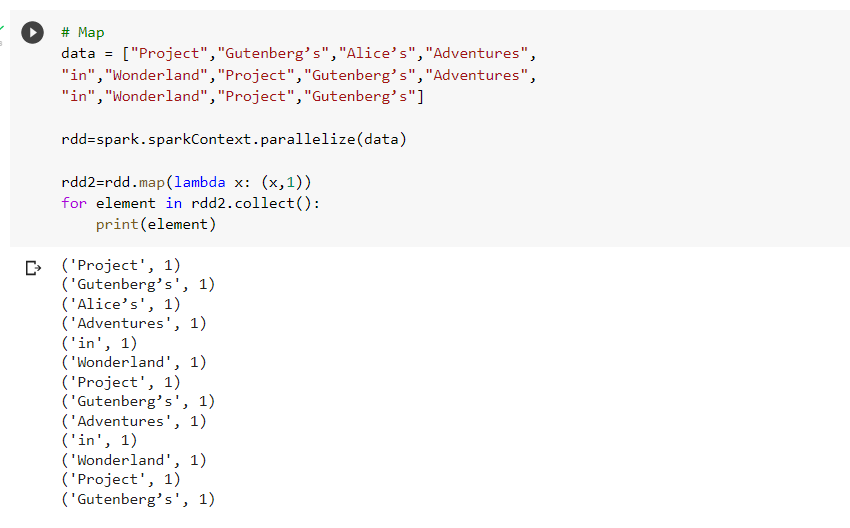 # Map
data = ["Project","Gutenberg’s","Alice’s","Adventures",
"in","Wonderland","Project","Gutenberg’s","Adventures",
"in","Wonderland","Project","Gutenberg’s"]
rdd=spark.sparkContext.parallelize(data)
rdd2=rdd.map(lambda x: (x,1))
for element in rdd2.collect():
    print(element)
('Project', 1)
('Gutenberg’s', 1)
('Alice’s', 1)
('Adventures', 1)
('in', 1)
('Wonderland', 1)
('Project', 1)
('Gutenberg’s', 1)
('Adventures', 1)
('in', 1)
('Wonderland', 1)
('Project', 1)
('Gutenberg’s', 1)